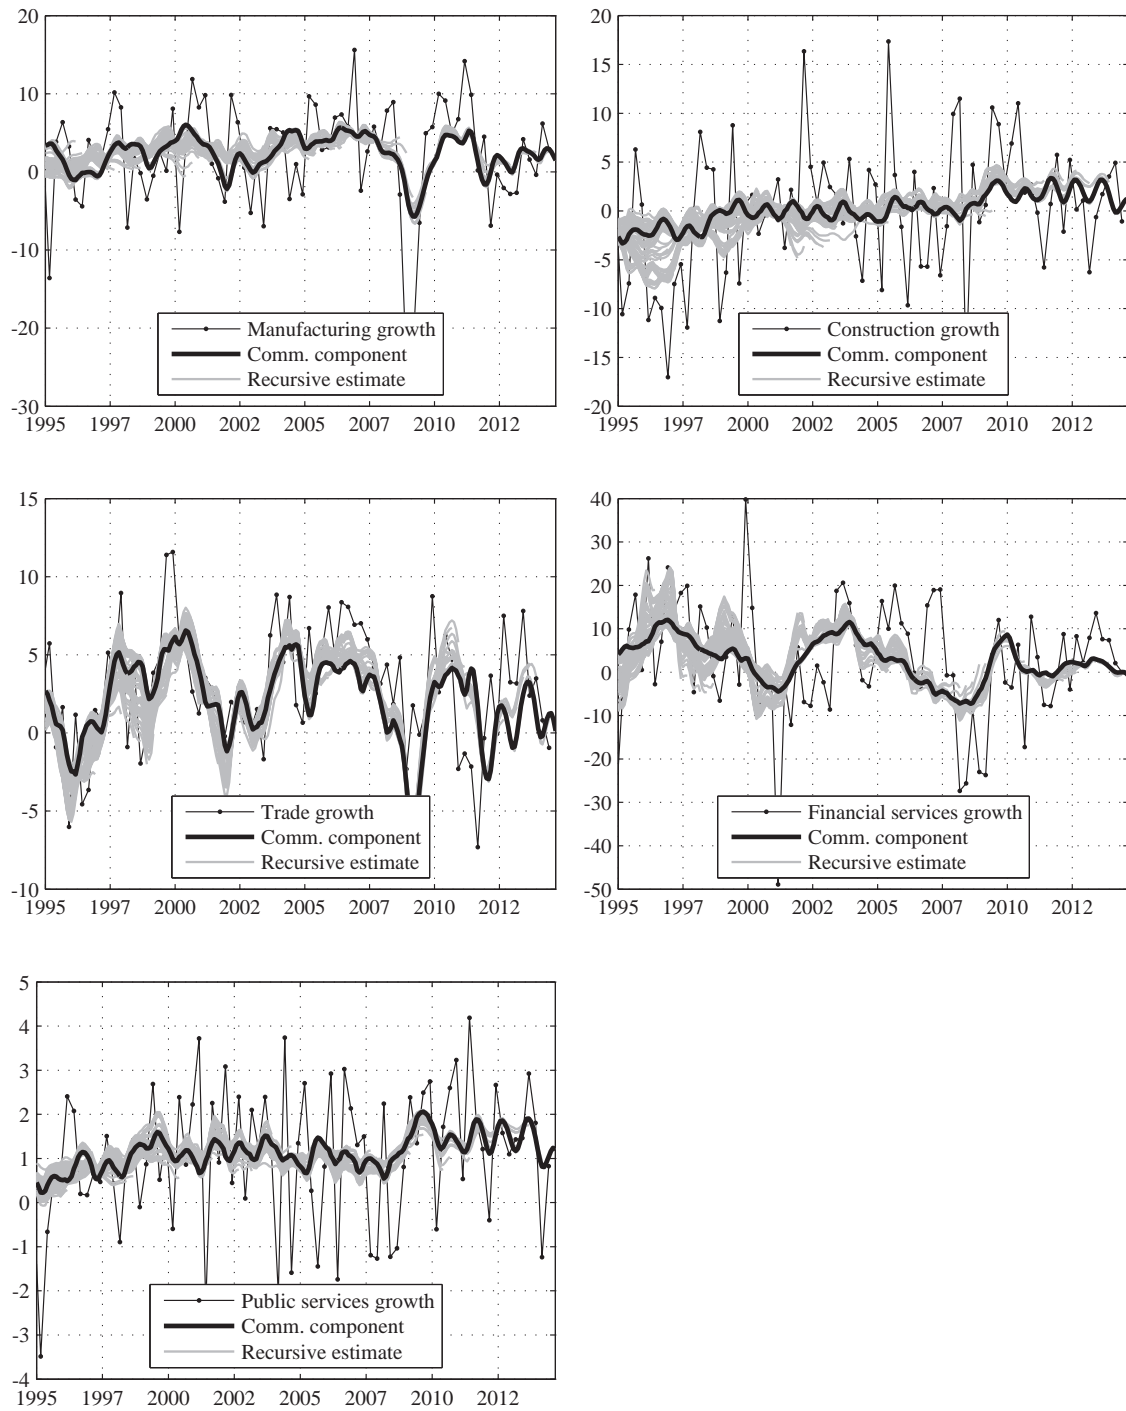 20
10
0
-10
-20
-30
1995 1997 2000 2002 2005 2007 2010 2012
Manufacturing growth
Comm. component
Recursive estimate
20
15
10
5
0
-5
-10
-15
-20
1995 1997 2000 2002 2005 2007 2010 2012
Construction growth
Comm. component
Recursive estimate
15
10
5
0
-5
-10
1995 1997 2000 2002 2005 2007 2010 2012
Trade growth
Comm. component
Recursive estimate
40
30
20
10
0
-10
-20
-30
-40
-50
1995 1997 2000 2002 2005 2007 2010 2012
Financial services growth
Comm. component
Recursive estimate
5
4
3
2
1
0
-1
-2
-3
-4
1995 1997 2000 2002 2005 2007 2010 2012
Public services growth
Comm. component
Recursive estimate